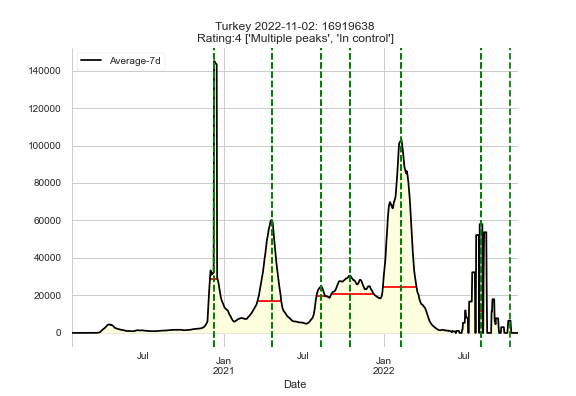 Turkey 2022-11-02: 16919638
Rating:4 ['Multiple peaks', 'In control']
Average-7d
140000
120000
100000
80000
60000
40000
20000
0
Jul
Jan
2021
Jul
Jan
2022
Jul
Date